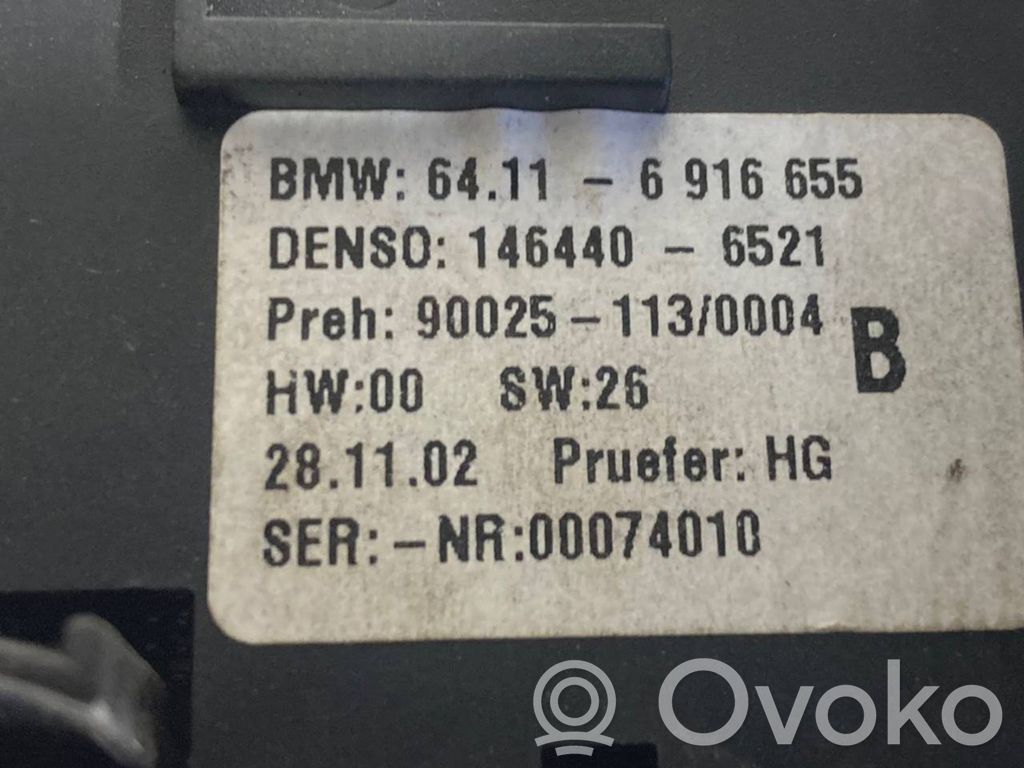 BMW: 64.11 - 6 916 655
DENSO: 146440 - 6521
Preh: 90025-113/0004
B
HW:00 SW:26
28.11.02 Pruefer: HG
SER:-NR:00074010
R Ovoko